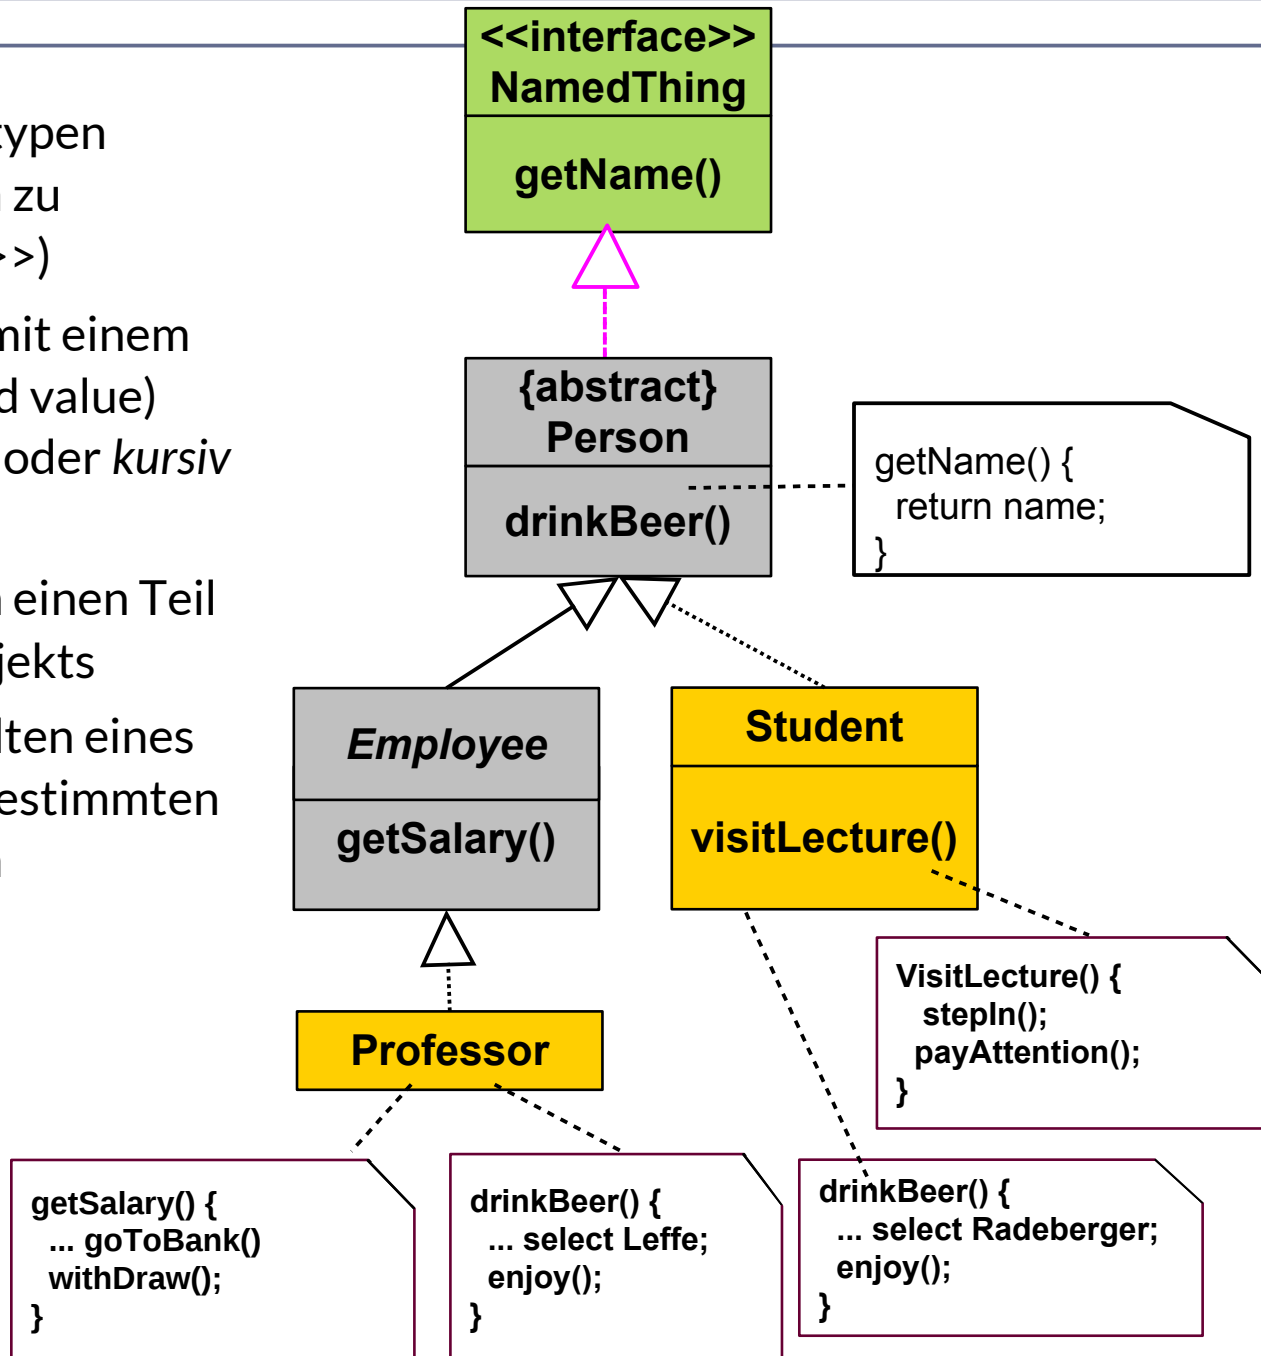 <<interface>>
NamedThing
getName()
typen
zu
>>)
mit einem
value)
oder kursiv
einen Teil
jekts
lten eines
estimmten
{abstract}
Person
drinkBeer()
getName() {
return name;
}
Employee
getSalary()
Student
visitLecture()
VisitLecture() {
stepIn();
payAttention();
}
Professor
getSalary() {
... goToBank()
withDraw();
}
drinkBeer() {
... select Leffe;
enjoy();
}
drinkBeer() {
... select Radeberger;
enjoy();
}